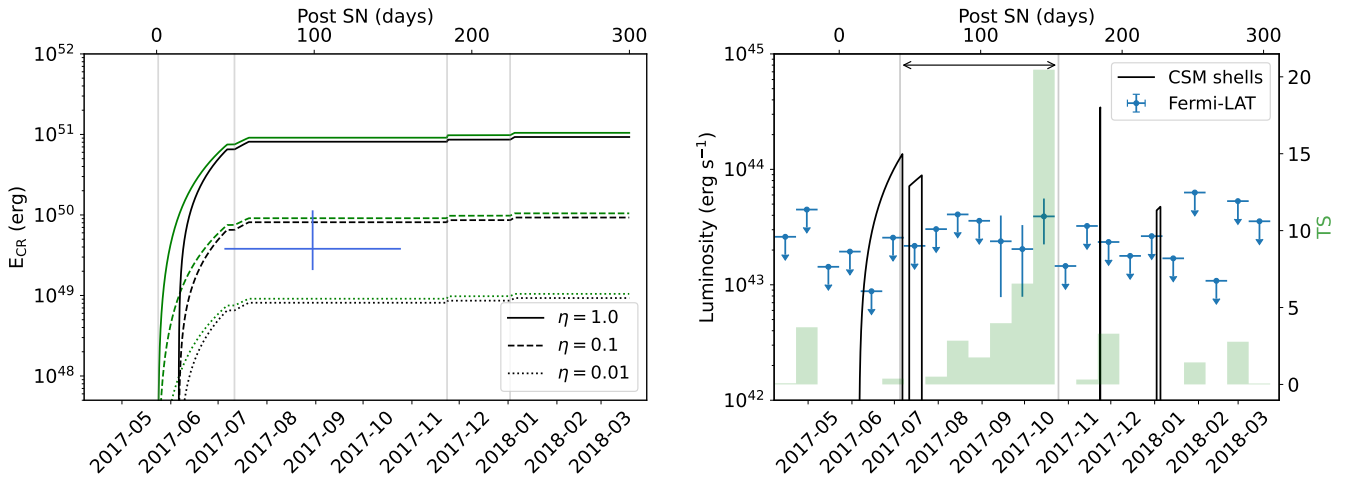 Post SN (days)
0 100 200 300
10^52
10^51
10^50
10^49
10^48
E_CR (erg)
η = 1.0
η = 0.1
η = 0.01
2017-05 2017-06 2017-07 2017-08 2017-09 2017-10 2017-11 2017-12 2018-01 2018-02 2018-03
Post SN (days)
0 100 200 300
10^45
10^44
10^43
10^42
Luminosity (erg s^−1)
CSM shells
Fermi-LAT
20
15
10
5
0
TS
2017-05 2017-06 2017-07 2017-08 2017-09 2017-10 2017-11 2017-12 2018-01 2018-02 2018-03